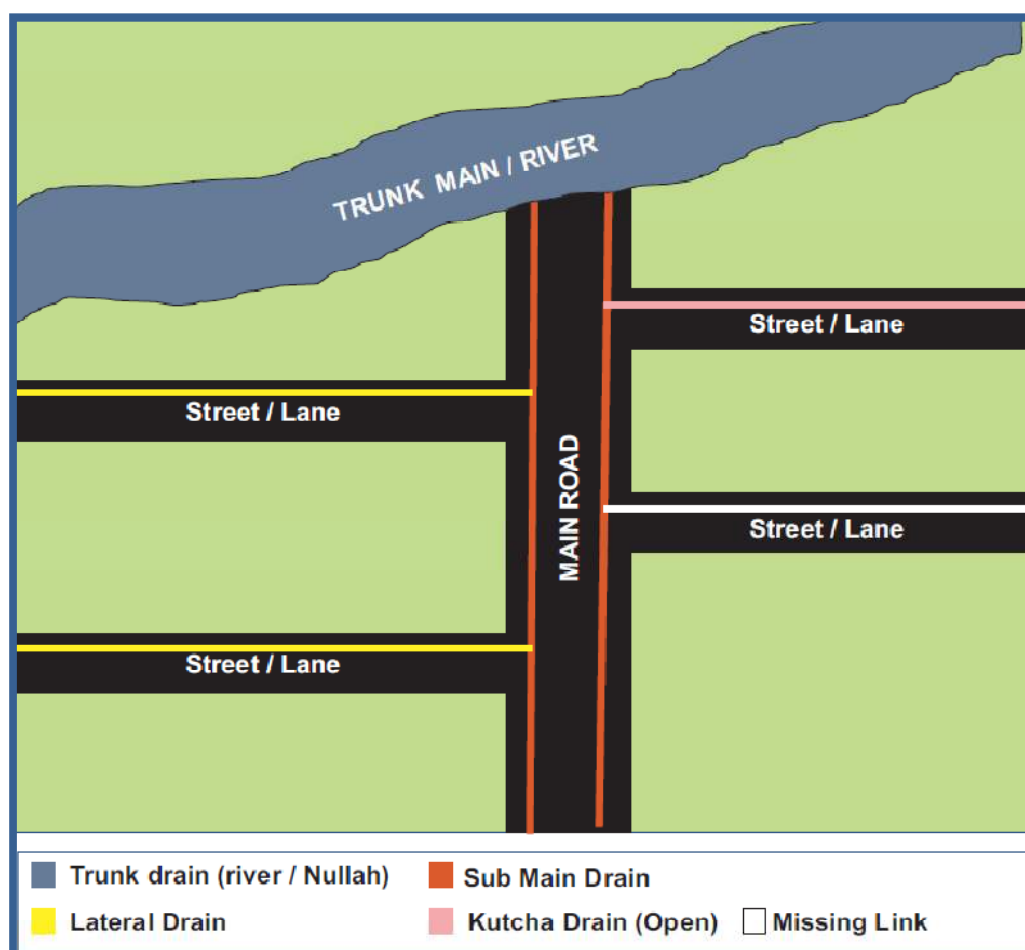 TRUNK MAIN / RIVER
Street / Lane
Street / Lane
MAIN ROAD
Street / Lane
Street / Lane
Trunk drain (river / Nullah)
Sub Main Drain
Lateral Drain
Kutcha Drain (Open)
Missing Link